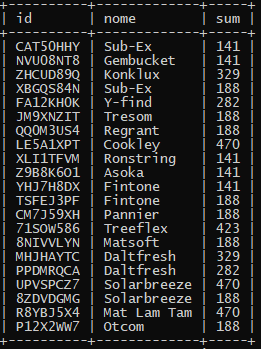 +----------+-------------+-----+
| id       | nome        | sum |
+----------+-------------+-----+
| CAT50HHY | Sub-Ex      | 141 |
| NVU08NT8 | Gembucket   | 141 |
| ZHCUD89Q | Konklux     | 329 |
| XBGQS84N | Sub-Ex      | 188 |
| FA12KH0K | Y-find      | 282 |
| JM9XNZIT | Tresom      | 188 |
| QQ0M3US4 | Regrant     | 188 |
| LE5A1XPT | Cookley     | 470 |
| XLI1TFVM | Ronstring   | 141 |
| Z9B8K6O1 | Asoka       | 141 |
| YHJ7H8DX | Fintone     | 141 |
| TSFEJ3PF | Fintone     | 188 |
| CM7J59XH | Pannier     | 188 |
| 71SOW586 | Treeflex    | 423 |
| 8NIVVLYN | Matsoft     | 188 |
| MHJHAYTC | Daltfresh   | 329 |
| PPDMRQCA | Daltfresh   | 282 |
| UPVSPCZ7 | Solarbreeze | 470 |
| 8ZDVDGMG | Solarbreeze | 188 |
| R8YBJ5X4 | Mat Lam Tam | 470 |
| P12X2WW7 | Otcom       | 188 |
+----------+-------------+-----+